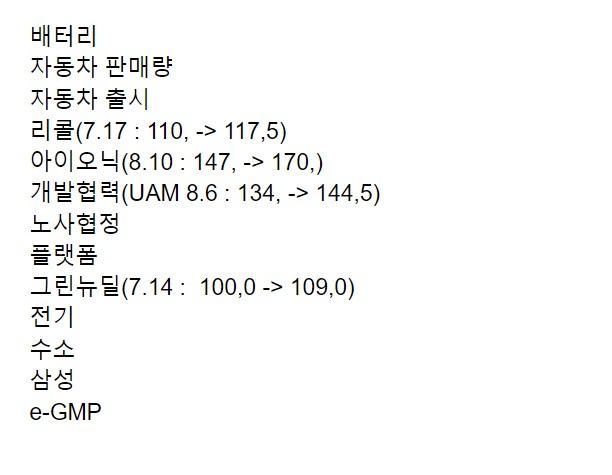 배터리
자동차 판매량
자동차 출시
리콜(7.17 : 110, -> 117,5)
아이오닉(8.10 : 147, -> 170,)
개발협력(UAM 8.6 : 134, -> 144,5)
노사협정
플랫폼
그린뉴딜(7.14 :  100,0 -> 109,0)
전기
수소
삼성
e-GMP